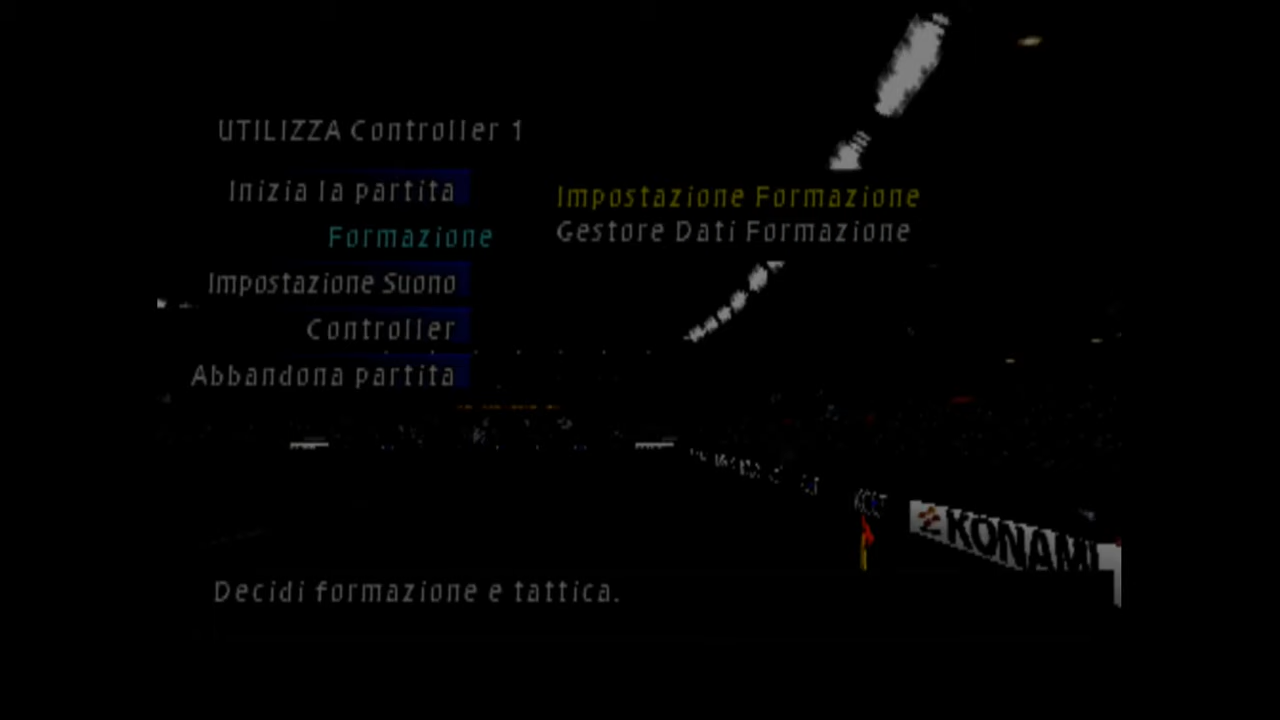 UTILIZZA Controller 1
Inizia la partita
Formazione
Impostazione Suono
Controller
Abbandona partita
Impostazione Formazione
Gestore Dati Formazione
KONAMI
Decidi formazione e tattica.